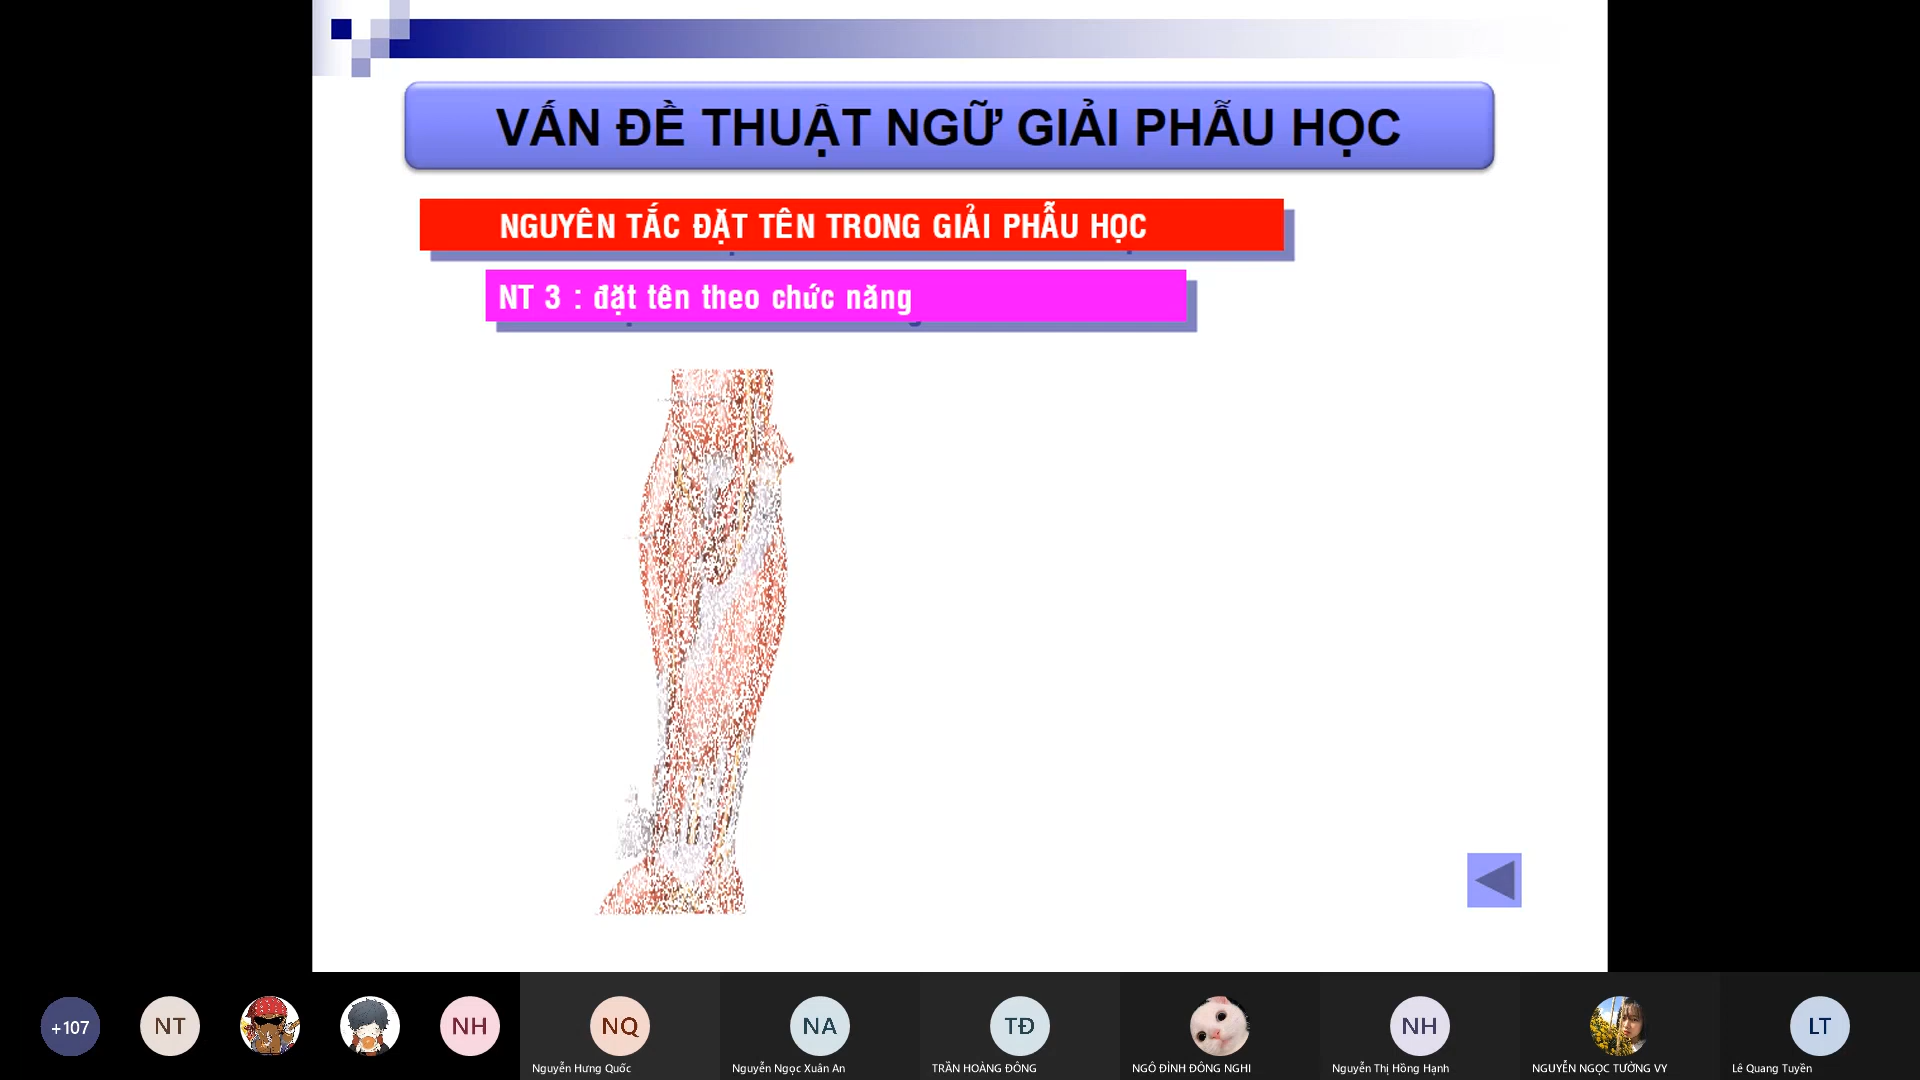 VẤN ĐỀ THUẬT NGỮ GIẢI PHẪU HỌC
NGUYÊN TẮC ĐẶT TÊN TRONG GIẢI PHẪU HỌC
NT 3 : đặt tên theo chức năng
+107
NT
NH
NQ
NA
TĐ
NH
LT
Nguyễn Hưng Quốc
Nguyễn Ngọc Xuân An
TRẦN HOÀNG ĐÔNG
NGÔ ĐÌNH ĐÔNG NGHI
Nguyễn Thị Hồng Hạnh
NGUYỄN NGỌC TƯỜNG VY
Lê Quang Tuyền